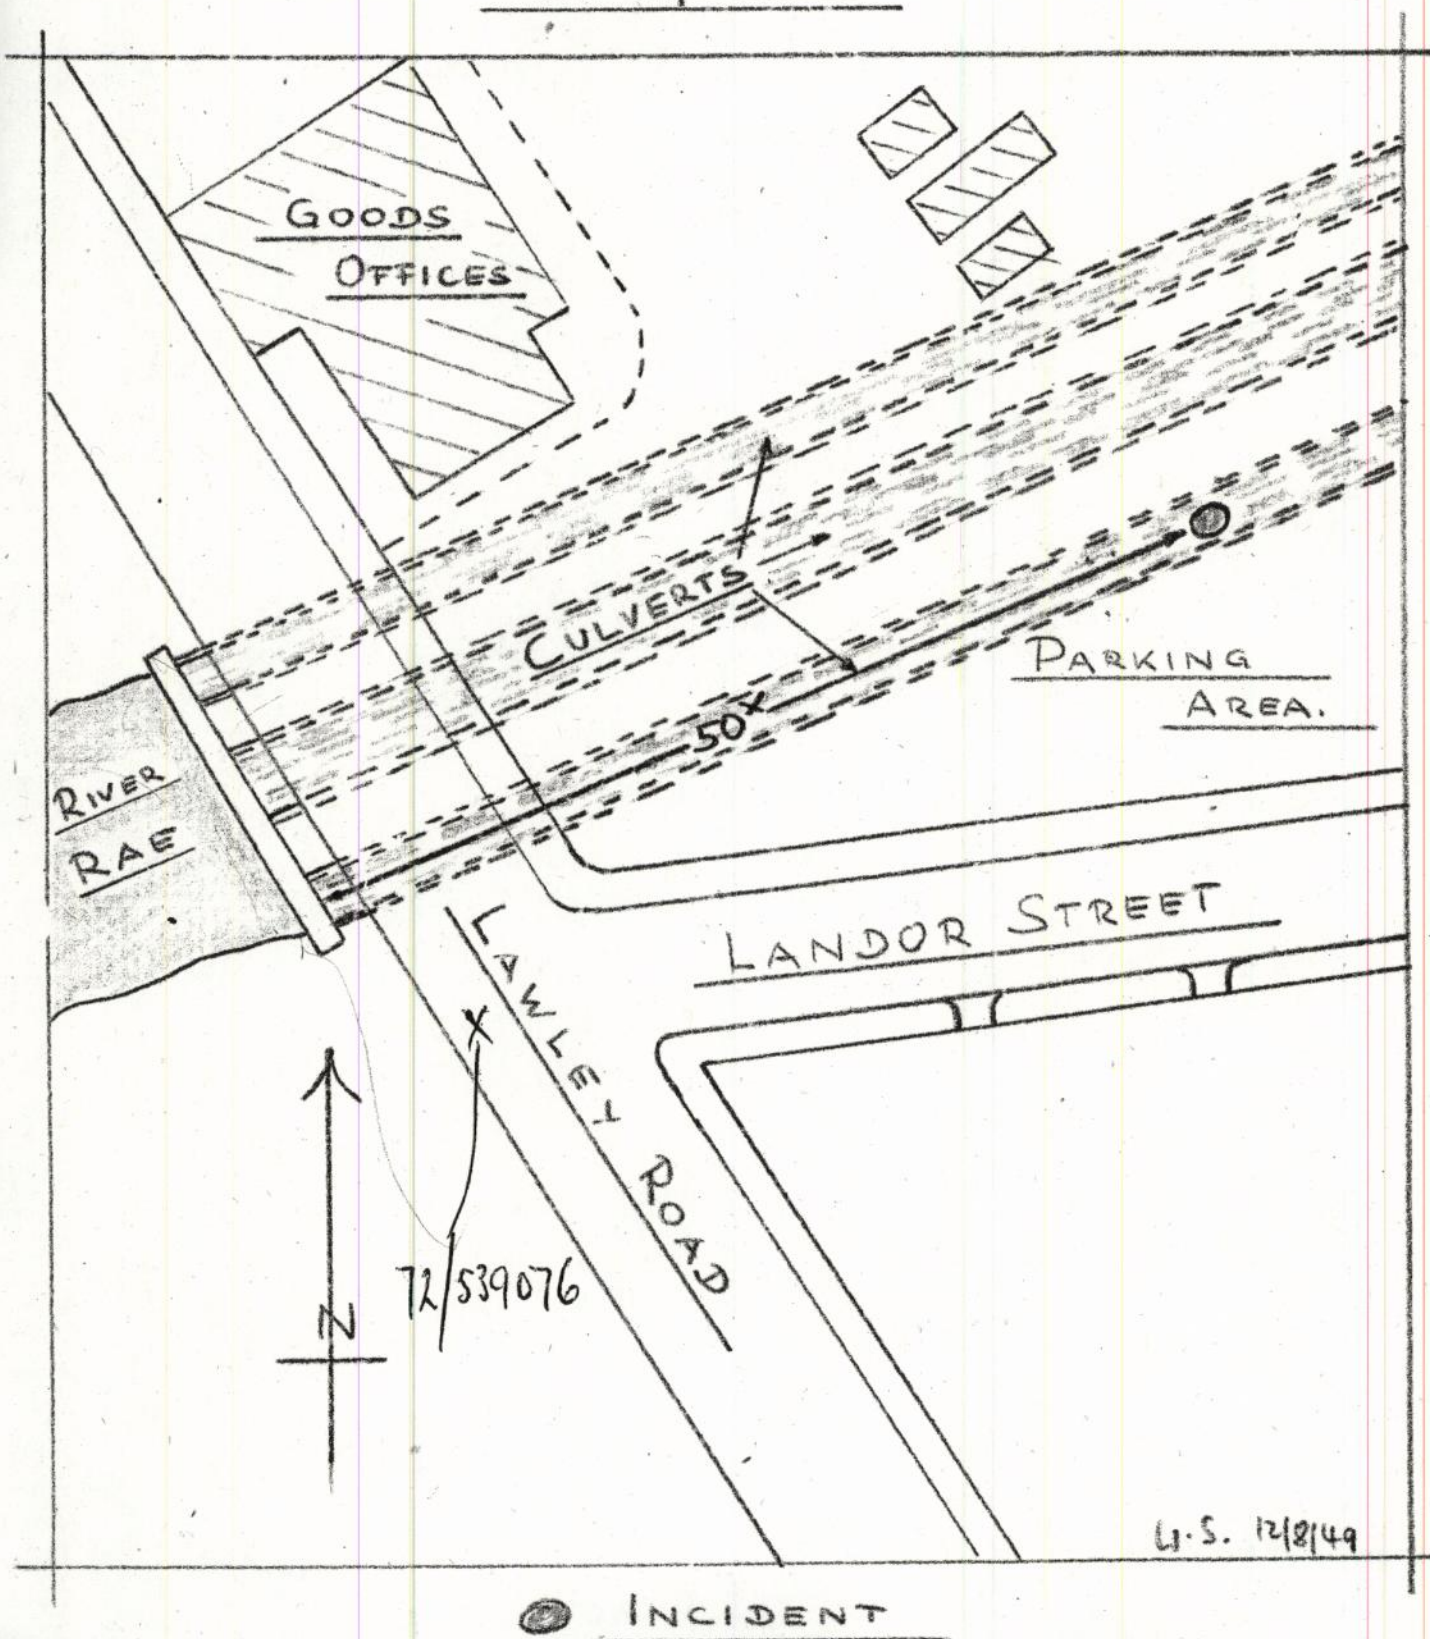 GOODS
OFFICES
CULVERTS
50x
PARKING
AREA.
RIVER
RAE
LANDOR STREET
LAWLEY ROAD
X
72/539076
N
12/8/49
INCIDENT